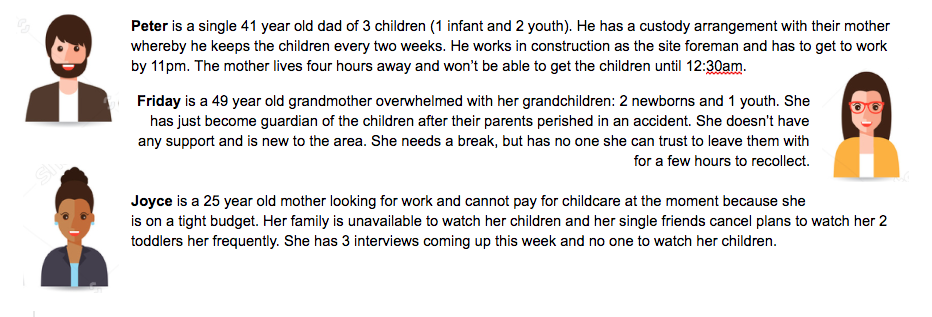 Peter is a single 41 year old dad of 3 children (1 infant and 2 youth). He has a custody arrangement with their mother
whereby he keeps the children every two weeks. He works in construction as the site foreman and has to get to work
by 11pm. The mother lives four hours away and won't be able to get the children until 12:30am.
Friday is a 49 year old grandmother overwhelmed with her grandchildren: 2 newborns and 1 youth. She
has just become guardian of the children after their parents perished in an accident. She doesn't have
any support and is new to the area. She needs a break, but has no one she can trust to leave them with
for a few hours to recollect.
Joyce is a 25 year old mother looking for work and cannot pay for childcare at the moment because she
is on a tight budget. Her family is unavailable to watch her children and her single friends cancel plans to watch her 2
toddlers her frequently. She has 3 interviews coming up this week and no one to watch her children.